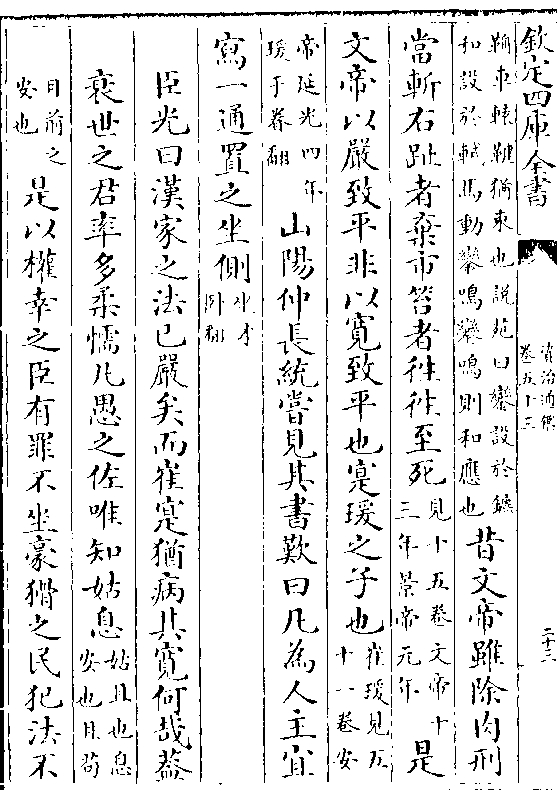 欽定四庫全書
資治通鑑
卷五十三
二十三
鞗車轅靷猶束也説苑曰鑾設於鑣
和設於軾馬動鑾鳴鑾鳴則和應也
昔文帝雖除肉刑
當斬右趾者棄市笞者往往至死
見十五卷文帝十
三年景帝元年
是
文帝以嚴致平非以寛致平也寔瑗之子也
崔瑗見五
十一卷安
帝延光四年
瑗于眷翻
山陽仲長統嘗見其書歎曰凡為人主宜
寫一通置之坐側
坐才
卧翻
臣光曰漢家之法已嚴矣而崔寔猶病其寛何哉蓋
衰世之君率多柔懦凡愚之佐唯知姑息
姑且也息
安也且苟
目前之
安也
是以權幸之臣有罪不坐豪猾之民犯法不